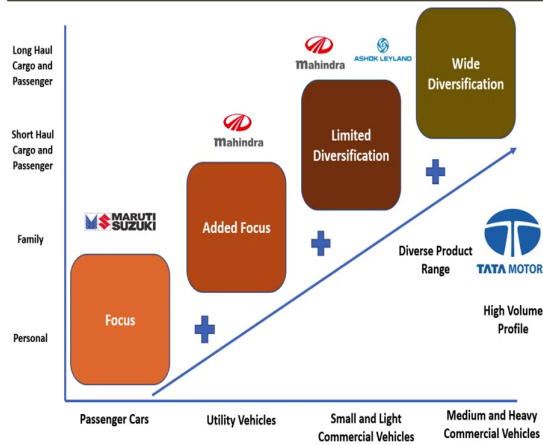 Long Haul
Cargo and
Passenger
Short Haul
Cargo and
Passenger
Family
Personal
MARUTI
SUZUKI
Focus
Mahindra
Added Focus
Mahindra
ASHOK LEYLAND
Limited
Diversification
Wide
Diversification
Diverse Product
Range
TATA MOTOR
High Volume
Profile
Passenger Cars
Utility Vehicles
Small and Light
Commercial Vehicles
Medium and Heavy
Commercial Vehicles